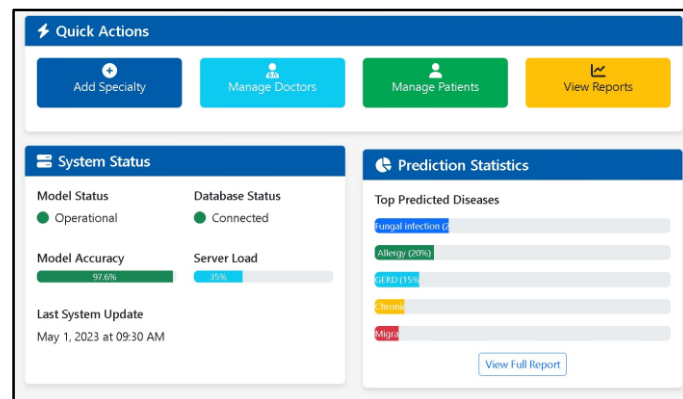 Quick Actions
Add Specialty
Manage Doctors
Manage Patients
View Reports
System Status
Model Status
Database Status
Operational
Connected
Model Accuracy
Server Load
97.6%
35%
Last System Update
May 1, 2023 at 09:30 AM
Prediction Statistics
Top Predicted Diseases
Fungal infection (2
Allergy (20%)
GERD (15%
Chroni
Migra
View Full Report